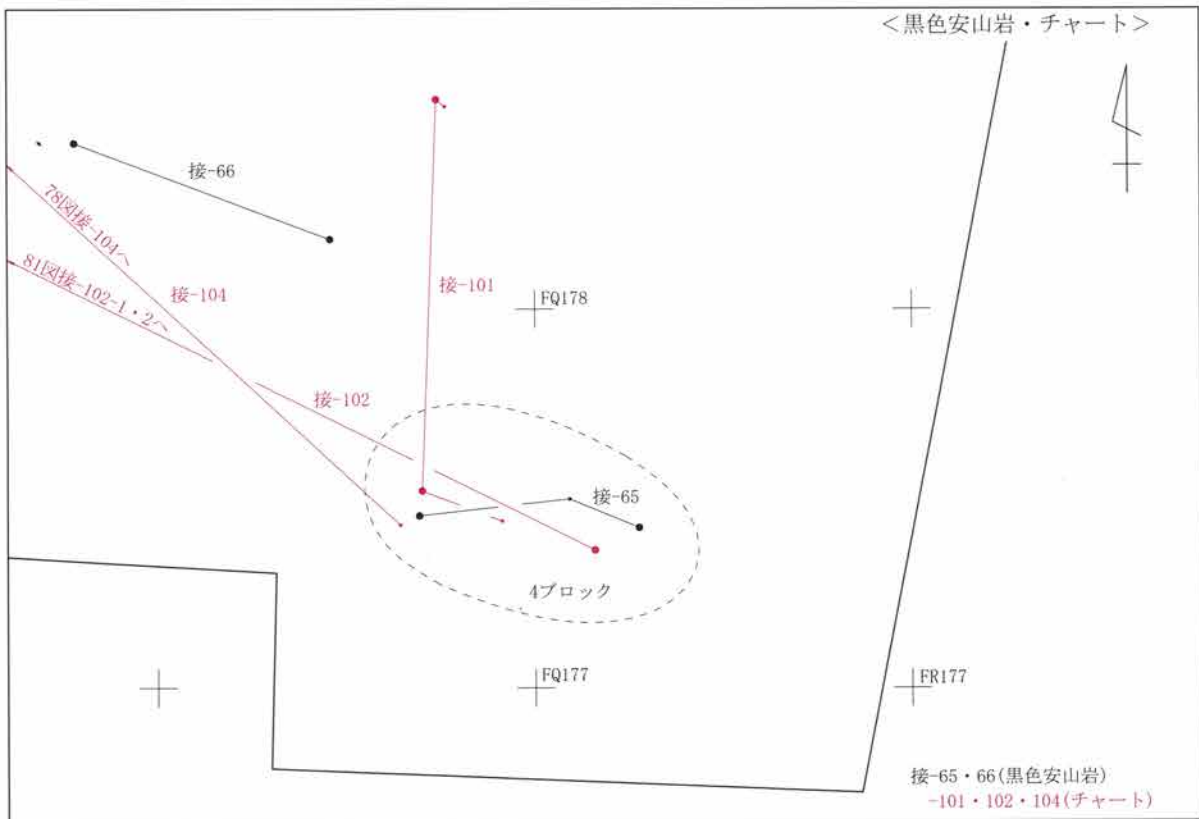 ＜黒色安山岩・チャート＞
接-66
78図接-104へ
81図接-102-1・2へ
接-104
接-101
FQ178
接-102
接-65
4ブロック
FQ177
FR177
接-65・66(黒色安山岩)
-101・102・104(チャート)